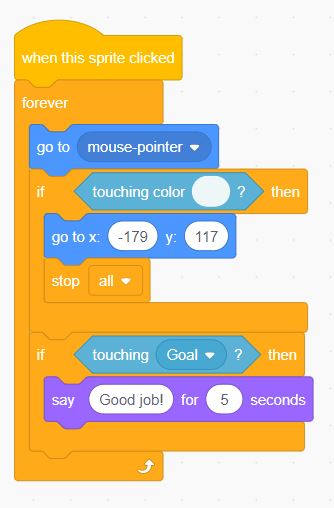 when this sprite clicked
forever
go to mouse-pointer
if touching color ? then
go to x: -179 y: 117
stop all
if touching Goal ? then
say Good job! for 5 seconds